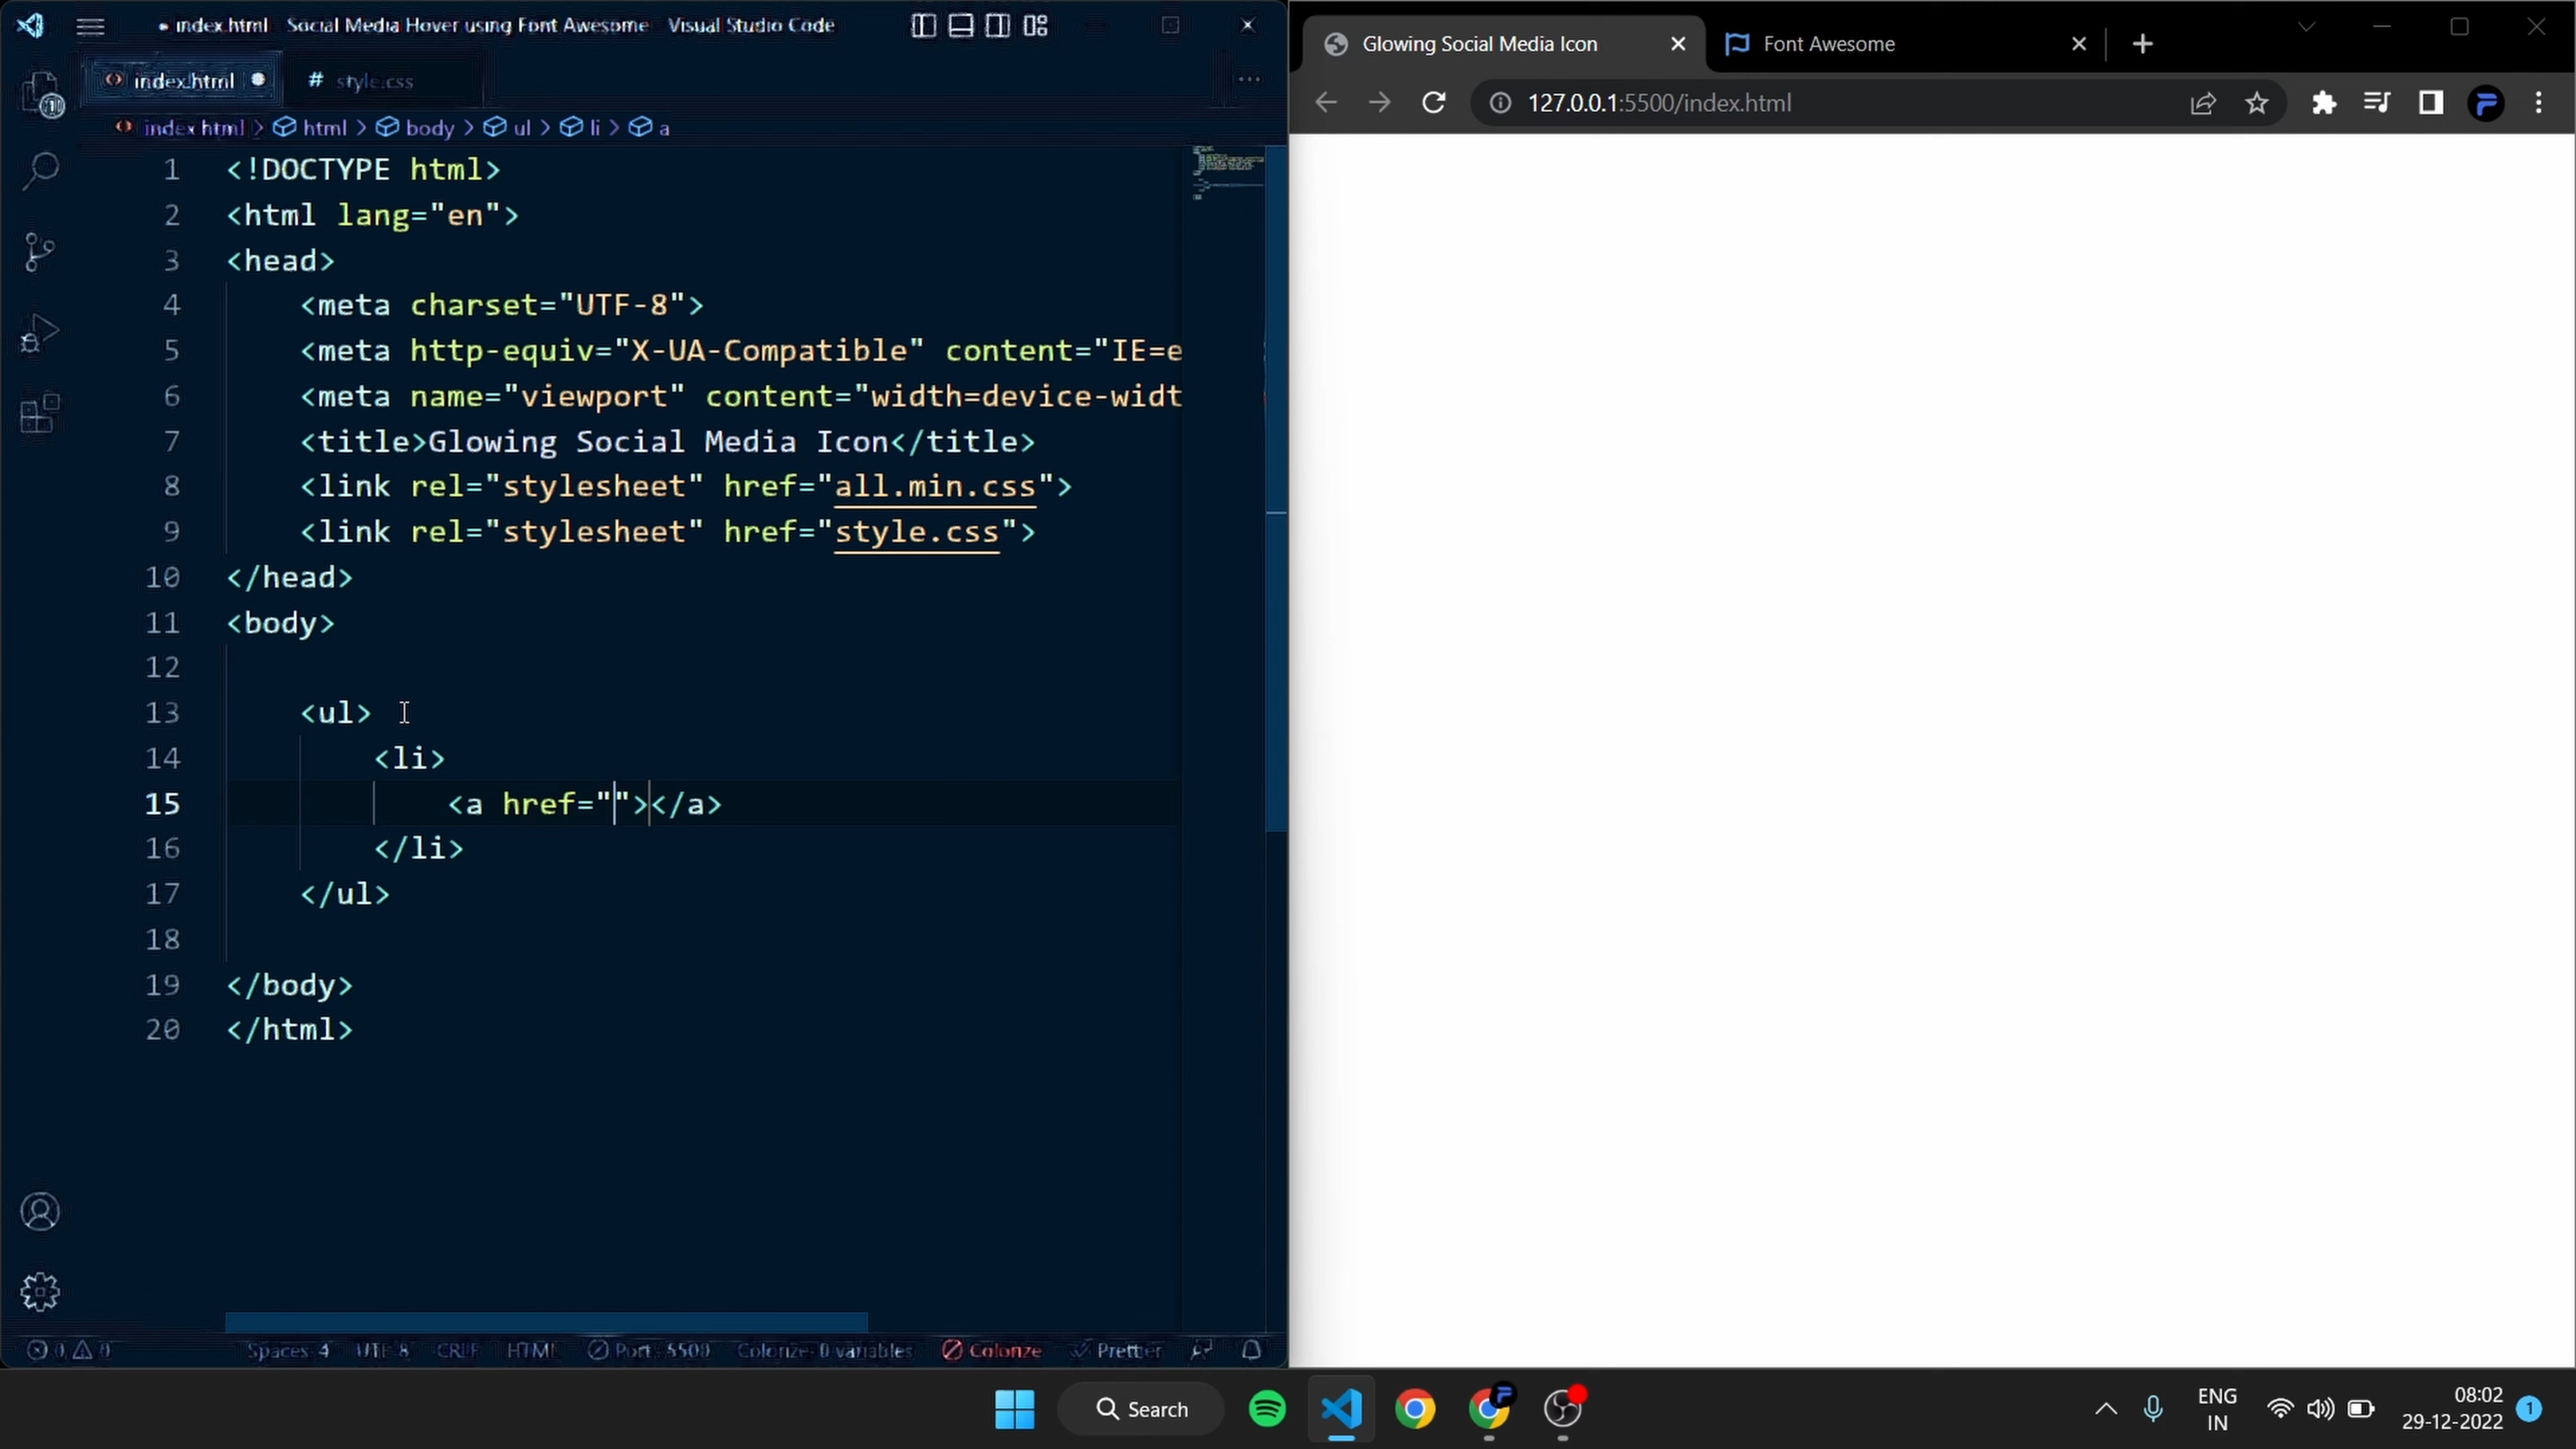 index.html Social Media Hover using Font Awesome Visual Studio Code
index.html
# style.css
index.html > html > body > ul > li > a
1 <!DOCTYPE html>
2 <html lang="en">
3 <head>
4 <meta charset="UTF-8">
5 <meta http-equiv="X-UA-Compatible" content="IE=e
6 <meta name="viewport" content="width=device-widt
7 <title>Glowing Social Media Icon</title>
8 <link rel="stylesheet" href="all.min.css">
9 <link rel="stylesheet" href="style.css">
10 </head>
11 <body>
12
13 <ul>
14 <li>
15 <a href=""></a>
16 </li>
17 </ul>
18
19 </body>
20 </html>
0 0 Spaces: 4 UTF-8 CRLF HTML Port : 5500 Colorize: 0 variables Colorize Prettier
Glowing Social Media Icon
Font Awesome
127.0.0.1:5500/index.html
Search
ENG
IN
08:02
29-12-2022
1